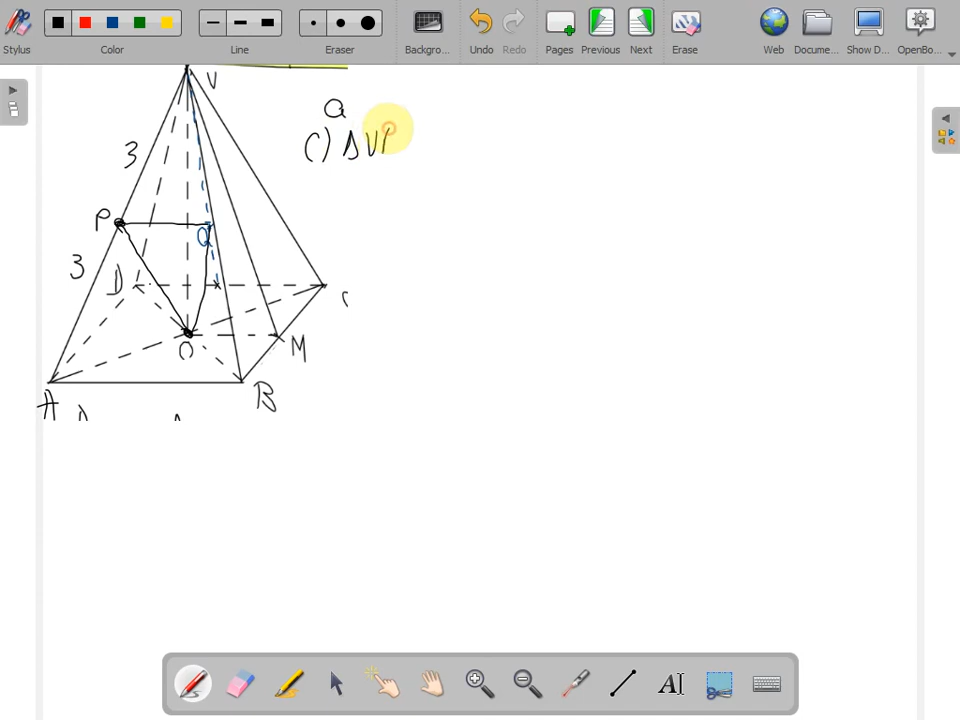 Stylus
Color
Line
Eraser
Backgro...
Undo
Redo
Pages
Previous
Next
Erase
Web
Docume...
Show D...
OpenBo...
V
a
3
c) Δ V
P
Q
3
D
O
M
A
B
A